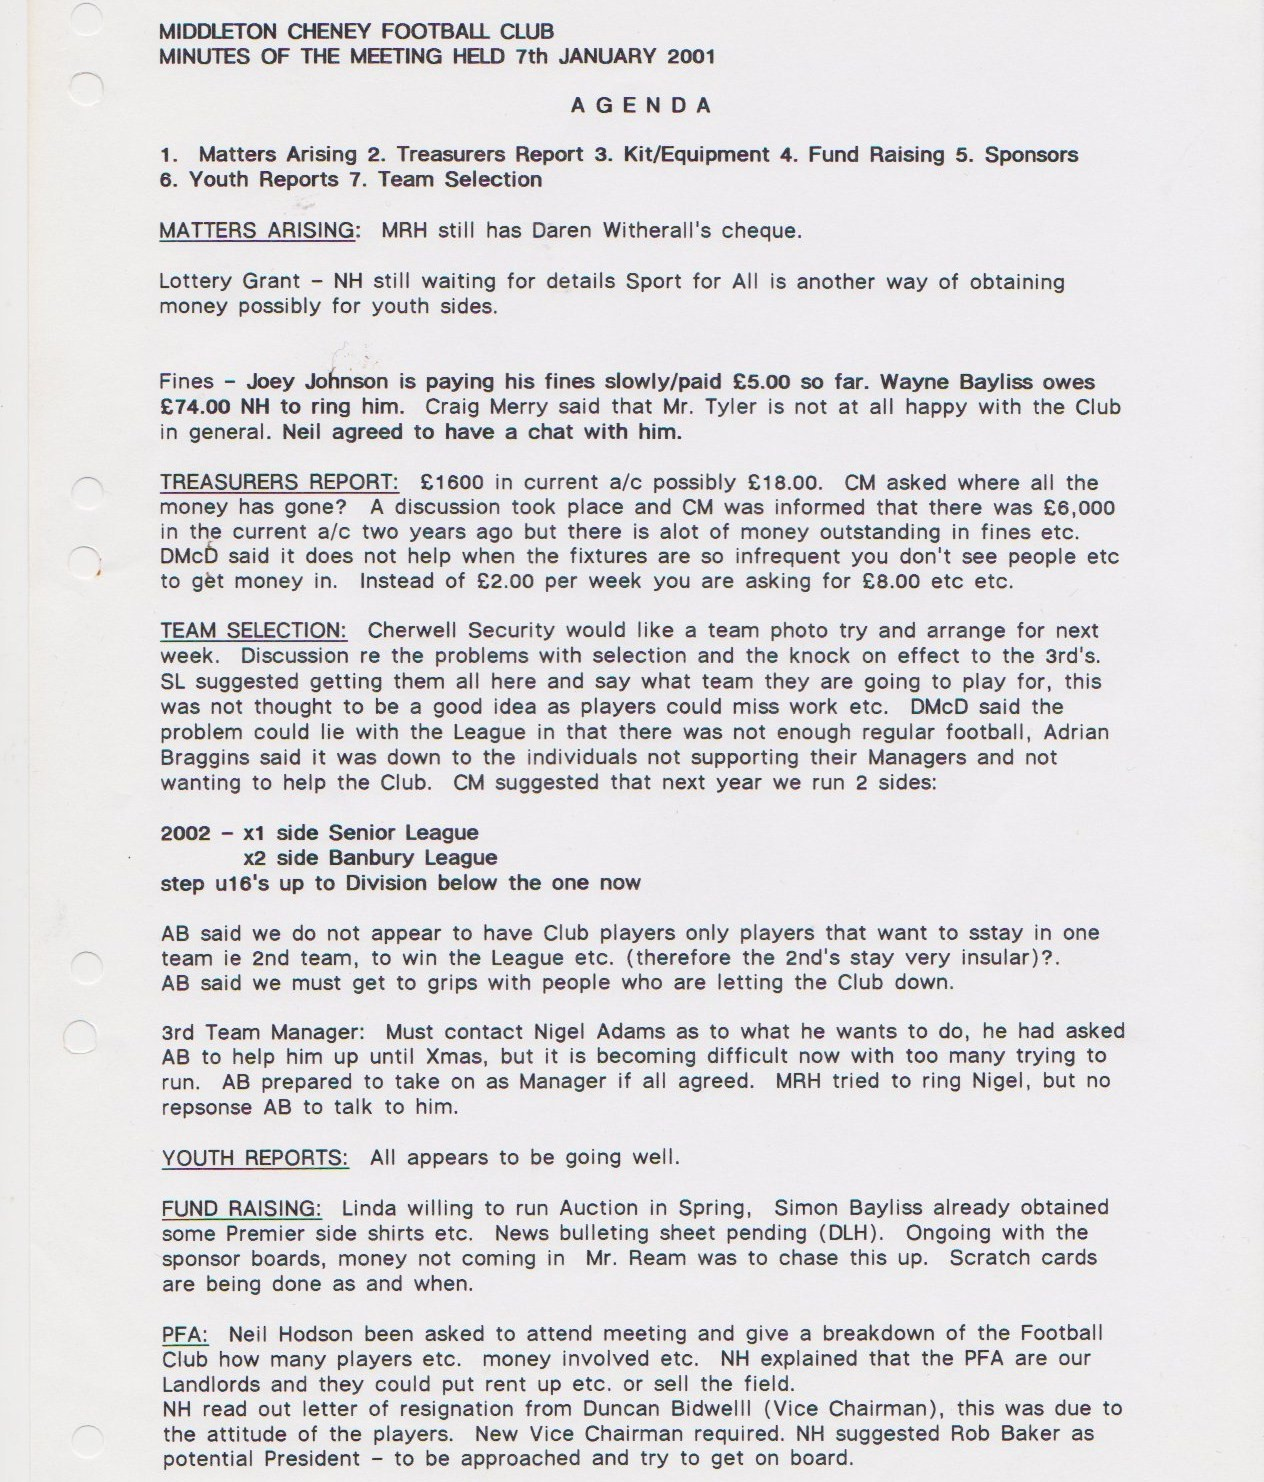 MIDDLETON CHENEY FOOTBALL CLUB
MINUTES OF THE MEETING HELD 7th JANUARY 2001
A G E N D A
1. Matters Arising 2. Treasurers Report 3. Kit/Equipment 4. Fund Raising 5. Sponsors
6. Youth Reports 7. Team Selection
MATTERS ARISING: MRH still has Daren Witherall's cheque.
Lottery Grant - NH still waiting for details Sport for All is another way of obtaining
money possibly for youth sides.
Fines - Joey Johnson is paying his fines slowly/paid £5.00 so far. Wayne Bayliss owes
£74.00 NH to ring him. Craig Merry said that Mr. Tyler is not at all happy with the Club
in general. Neil agreed to have a chat with him.
TREASURERS REPORT: £1600 in current a/c possibly £18.00. CM asked where all the
money has gone? A discussion took place and CM was informed that there was £6,000
in the current a/c two years ago but there is alot of money outstanding in fines etc.
DMcD said it does not help when the fixtures are so infrequent you don't see people etc
to get money in. Instead of £2.00 per week you are asking for £8.00 etc etc.
TEAM SELECTION: Cherwell Security would like a team photo try and arrange for next
week. Discussion re the problems with selection and the knock on effect to the 3rd's.
SL suggested getting them all here and say what team they are going to play for, this
was not thought to be a good idea as players could miss work etc. DMcD said the
problem could lie with the League in that there was not enough regular football, Adrian
Braggins said it was down to the individuals not supporting their Managers and not
wanting to help the Club. CM suggested that next year we run 2 sides:
2002 - x1 side Senior League
x2 side Banbury League
step u16's up to Division below the one now
AB said we do not appear to have Club players only players that want to sstay in one
team ie 2nd team, to win the League etc. (therefore the 2nd's stay very insular)?.
AB said we must get to grips with people who are letting the Club down.
3rd Team Manager: Must contact Nigel Adams as to what he wants to do, he had asked
AB to help him up until Xmas, but it is becoming difficult now with too many trying to
run. AB prepared to take on as Manager if all agreed. MRH tried to ring Nigel, but no
repsonse AB to talk to him.
YOUTH REPORTS: All appears to be going well.
FUND RAISING: Linda willing to run Auction in Spring, Simon Bayliss already obtained
some Premier side shirts etc. News bulleting sheet pending (DLH). Ongoing with the
sponsor boards, money not coming in Mr. Ream was to chase this up. Scratch cards
are being done as and when.
PFA: Neil Hodson been asked to attend meeting and give a breakdown of the Football
Club how many players etc. money involved etc. NH explained that the PFA are our
Landlords and they could put rent up etc. or sell the field.
NH read out letter of resignation from Duncan Bidwelll (Vice Chairman), this was due to
the attitude of the players. New Vice Chairman required. NH suggested Rob Baker as
potential President - to be approached and try to get on board.